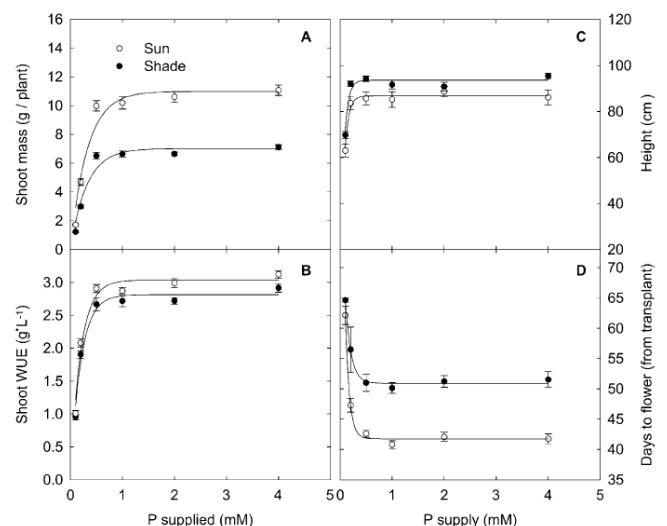 A
Sun
Shade
Shoot mass (g / plant)
16
14
12
10
8
6
4
2
0
C
Height (cm)
120
100
80
60
40
20
B
Shoot WUE (g•L-1)
3.0
2.5
2.0
1.5
1.0
0.5
0.0
0 1 2 3 4 5
P supplied (mM)
D
Days to flower (from transplant)
70
65
60
55
50
45
40
35
0 1 2 3 4 5
P supply (mM)